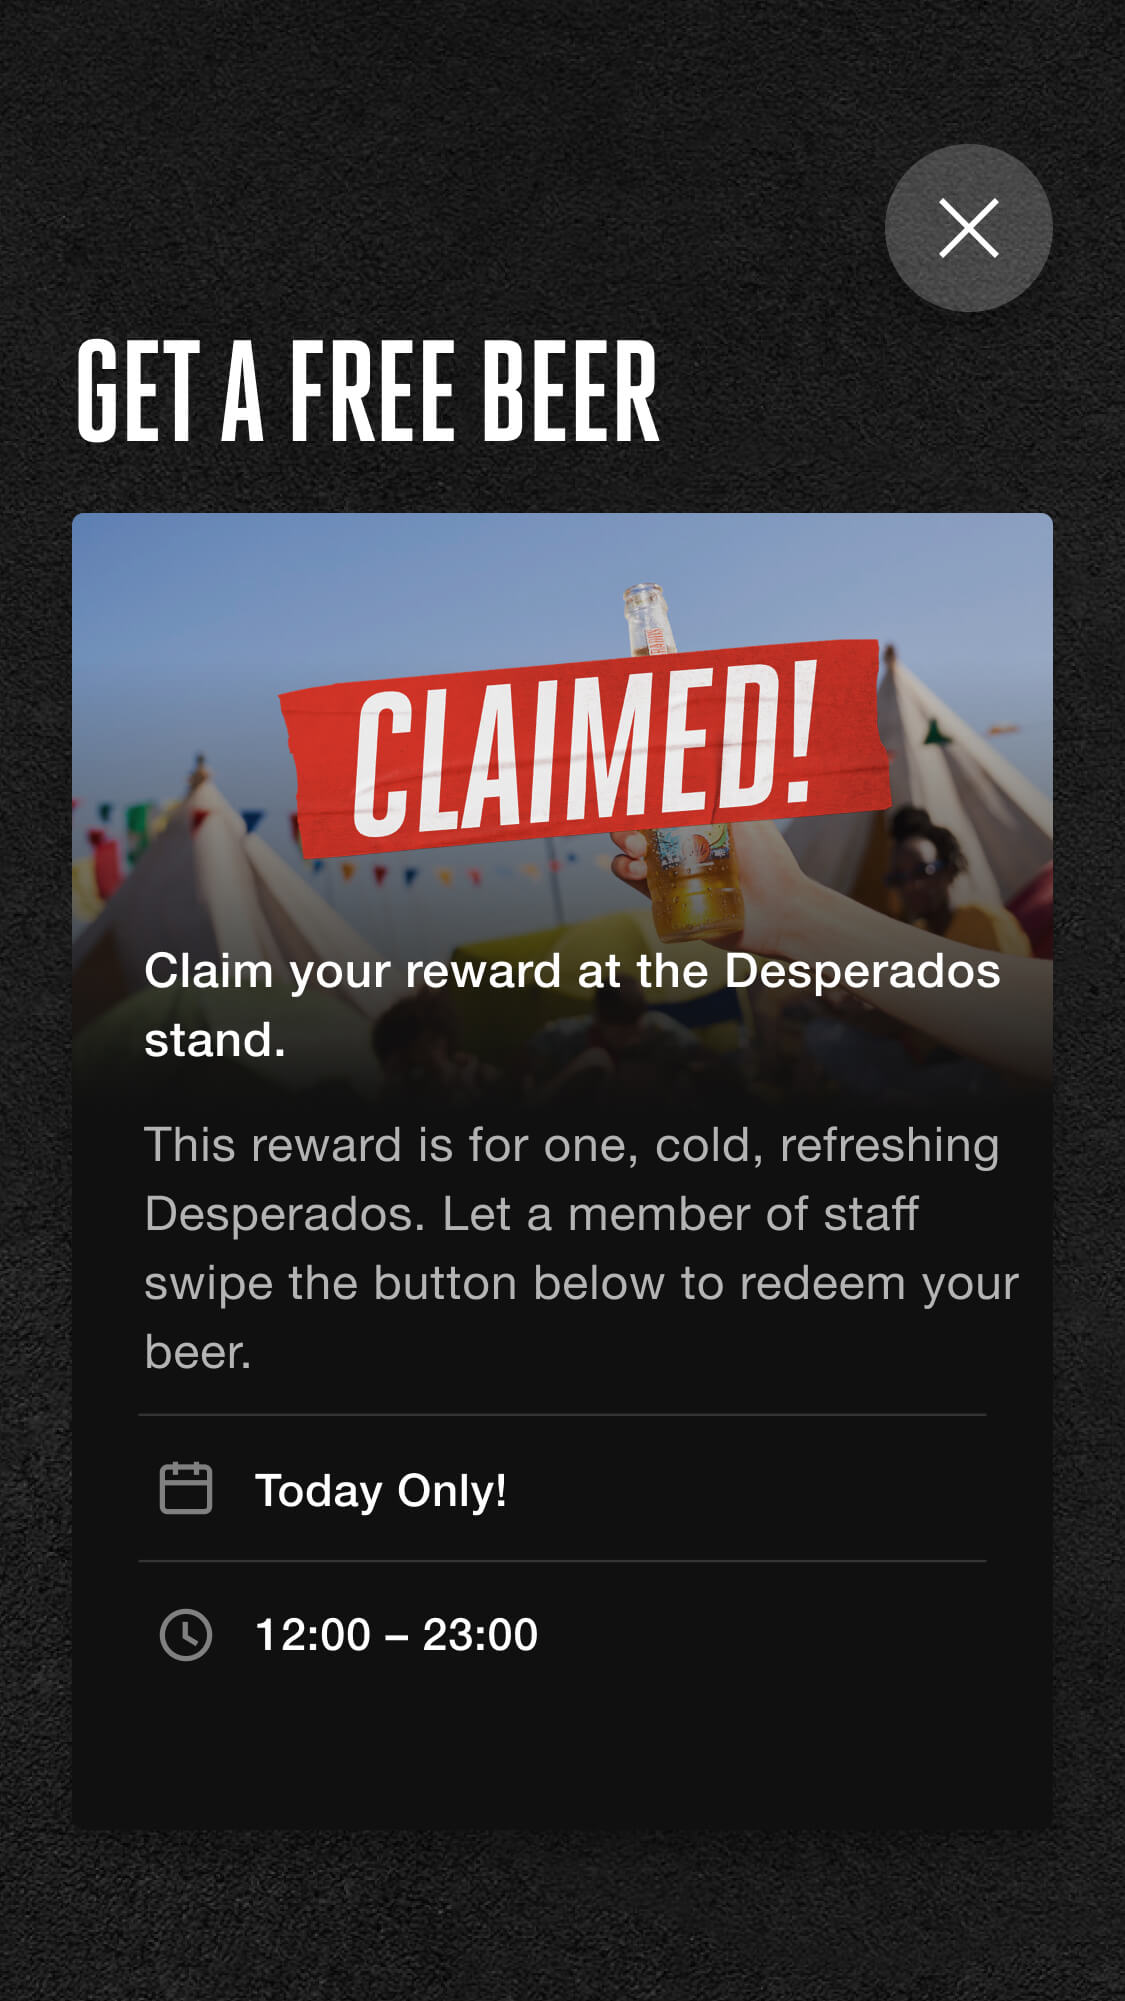 GET A FREE BEER
CLAIMED!
Claim your reward at the Desperados
stand.
This reward is for one, cold, refreshing
Desperados. Let a member of staff
swipe the button below to redeem your
beer.
Today Only!
12:00 – 23:00